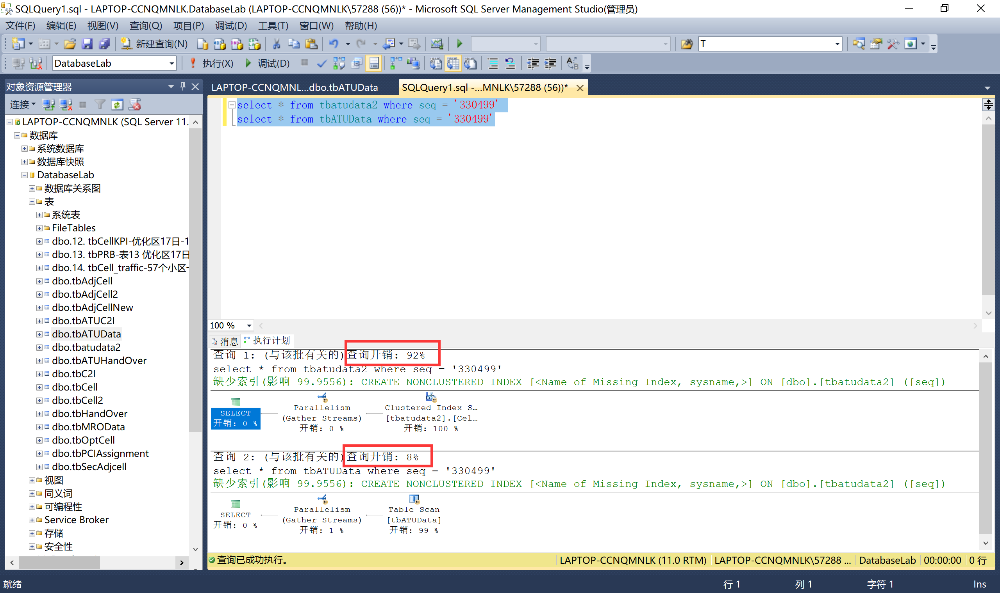 SQLQuery1.sql - LAPTOP-CCNQMNLK.DatabaseLab (LAPTOP-CCNQMNLK\57288 (56))* - Microsoft SQL Server Management Studio(管理员)
文件(F) 编辑(E) 视图(V) 查询(Q) 项目(P) 调试(D) 工具(T) 窗口(W) 帮助(H)
新建查询(N) T
DatabaseLab 执行(X) 调试(D)
对象资源管理器
连接
LAPTOP-CCNQMNLK (SQL Server 11.
数据库
系统数据库
数据库快照
DatabaseLab
数据库关系图
表
系统表
FileTables
dbo.12. tbCellKPI-优化区17日-1
dbo.13. tbPRB-表13 优化区17日
dbo.14. tbCell_traffic-57个小区-
dbo.tbAdjCell
dbo.tbAdjCell2
dbo.tbAdjCellNew
dbo.tbATUC2I
dbo.tbATUData
dbo.tbatudata2
dbo.tbATUHandOver
dbo.tbC2I
dbo.tbCell
dbo.tbCell2
dbo.tbHandOver
dbo.tbMROData
dbo.tbOptCell
dbo.tbPCIAssignment
dbo.tbSecAdjcell
视图
同义词
可编程性
Service Broker
存储
安全性
LAPTOP-CCNQMNL...dbo.tbATUData
SQLQuery1.sql -...MNLK\57288 (56))*
select * from tbatudata2 where seq = '330499'
select * from tbATUData where seq = '330499'
100 %
消息 执行计划
查询 1: (与该批有关的)查询开销: 92%
select * from tbatudata2 where seq = '330499'
缺少索引(影响 99.9556): CREATE NONCLUSTERED INDEX [<Name of Missing Index, sysname,>] ON [dbo].[tbatudata2] ([seq])
SELECT
开销: 0 %
Parallelism
(Gather Streams)
开销: 0 %
Clustered Index S...
[tbatudata2].[Cel...
开销: 100 %
查询 2: (与该批有关的)查询开销: 8%
select * from tbATUData where seq = '330499'
缺少索引(影响 99.9556): CREATE NONCLUSTERED INDEX [<Name of Missing Index, sysname,>] ON [dbo].[tbatudata2] ([seq])
SELECT
开销: 0 %
Parallelism
(Gather Streams)
开销: 1 %
Table Scan
[tbATUData]
开销: 99 %
查询已成功执行。
LAPTOP-CCNQMNLK (11.0 RTM) LAPTOP-CCNQMNLK\57288 ... DatabaseLab 00:00:00 0 行
就绪 行 1 列 1 字符 1 Ins